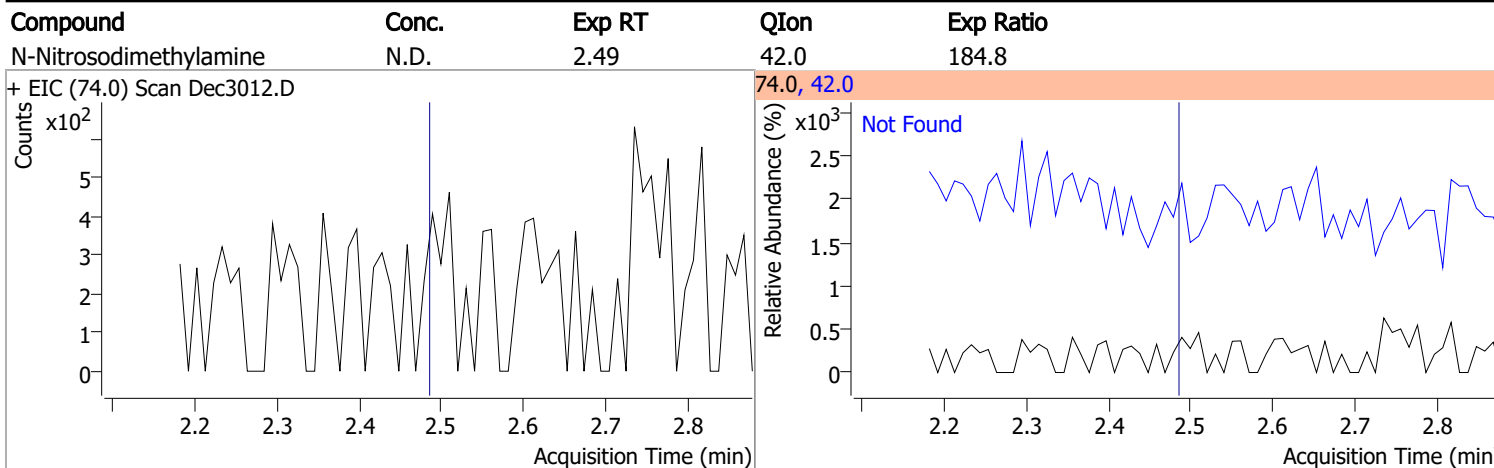 Compound Conc. Exp RT QIon Exp Ratio
N-Nitrosodimethylamine N.D. 2.49 42.0 184.8
+ EIC (74.0) Scan Dec3012.D
Counts
x10²
5
4
3
2
1
0
2.2 2.3 2.4 2.5 2.6 2.7 2.8
Acquisition Time (min)
74.0, 42.0
Relative Abundance (%)
x10³
Not Found
2.5
2
1.5
1
0.5
0
2.2 2.3 2.4 2.5 2.6 2.7 2.8
Acquisition Time (min